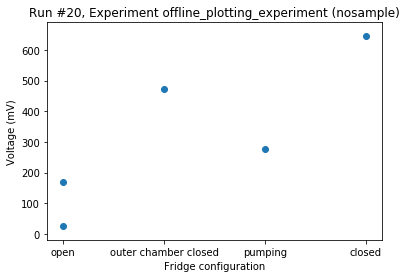 Run #20, Experiment offline_plotting_experiment (nosample)
600
500
400
300
200
100
0
Voltage (mV)
open outer chamber closed pumping closed
Fridge configuration